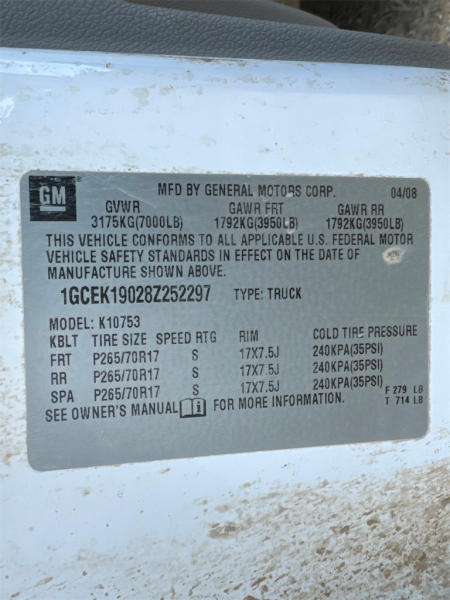 GM
MFD BY GENERAL MOTORS CORP. 04/08
GVWR GAWR FRT GAWR RR
3175KG(7000LB) 1792KG(3950LB) 1792KG(3950LB)
THIS VEHICLE CONFORMS TO ALL APPLICABLE U.S. FEDERAL MOTOR
VEHICLE SAFETY STANDARDS IN EFFECT ON THE DATE OF
MANUFACTURE SHOWN ABOVE.
1GCEK19028Z252297 TYPE: TRUCK
MODEL: K10753
KBLT TIRE SIZE SPEED RTG RIM COLD TIRE PRESSURE
FRT P265/70R17 S 17X7.5J 240KPA(35PSI)
RR P265/70R17 S 17X7.5J 240KPA(35PSI)
SPA P265/70R17 S 17X7.5J 240KPA(35PSI)
SEE OWNER'S MANUAL FOR MORE INFORMATION.
F 279 LB
T 714 LB